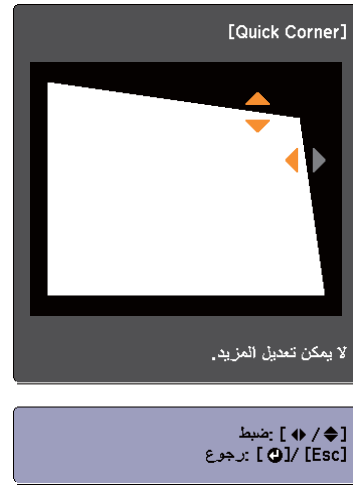 [Quick Corner]
لا يمكن تعديل المزيد.
[⬍ / ⬌] :ضبط
[Esc] /[⏎] :رجوع